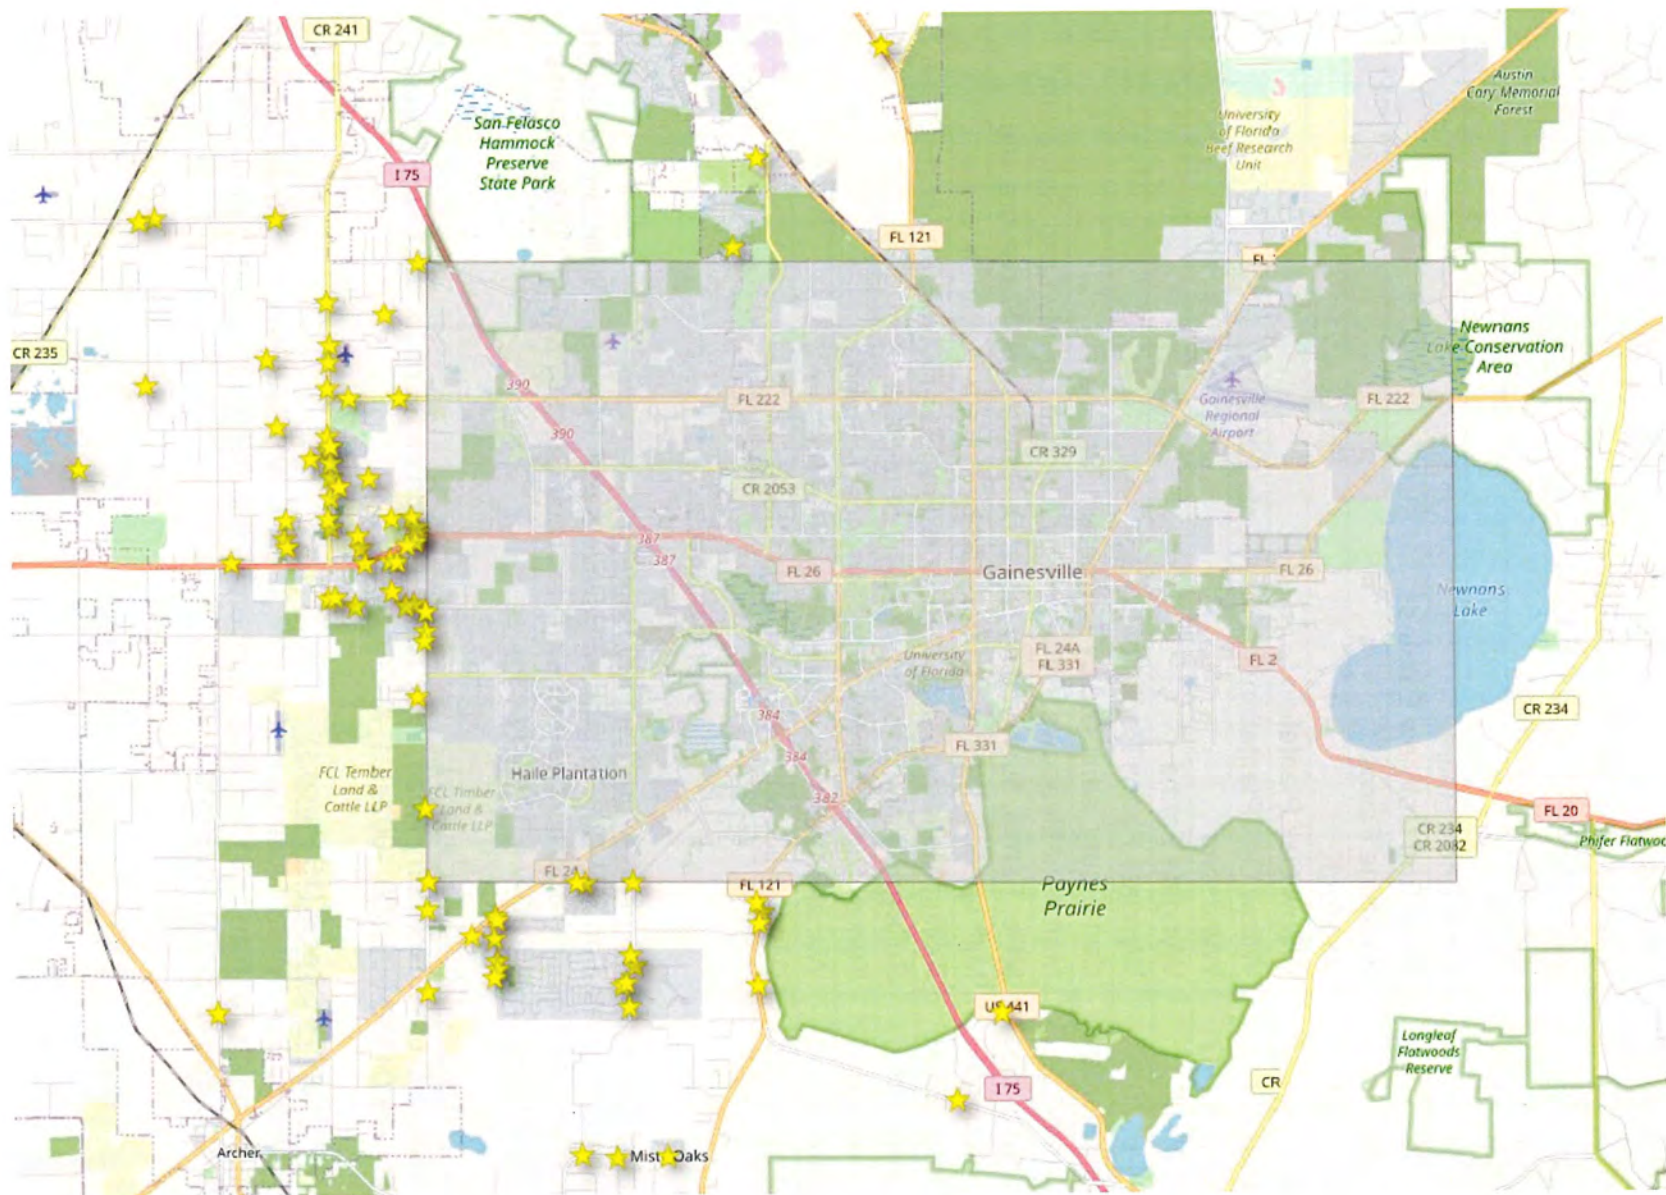 CR 241
Austin
Cary Memorial
Forest
San Felasco
Hammock
Preserve
State Park
University
of Florida
Beef Research
Unit
I 75
FL 121
FL
CR 235
Newnans
Lake Conservation
Area
390
FL 222
FL 222
Gainesville
Regional
Airport
390
CR 329
CR 2053
387
387
FL 26
Gainesville
FL 26
Newnans
Lake
University
of Florida
FL 24A
FL 331
FL 2
384
CR 234
384
FL 331
FCL Tember
Land &
Cattle LLP
Haile Plantation
FCL Timber
Land &
Cattle LLP
382
FL 20
CR 234
CR 2082
Phifer Flatwoo
FL 24
FL 121
Paynes
Prairie
US 441
Longleaf
Flatwoods
Reserve
I 75
CR
Archer
Mist Oaks